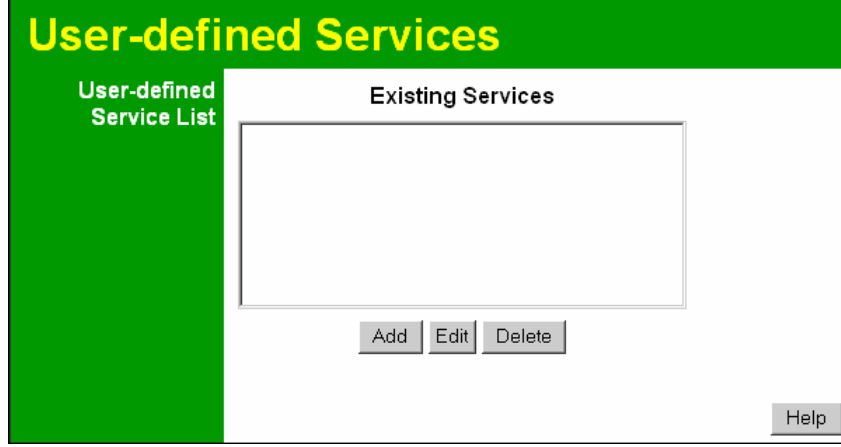 User-defined Services
User-defined
Service List
Existing Services
Add Edit Delete
Help